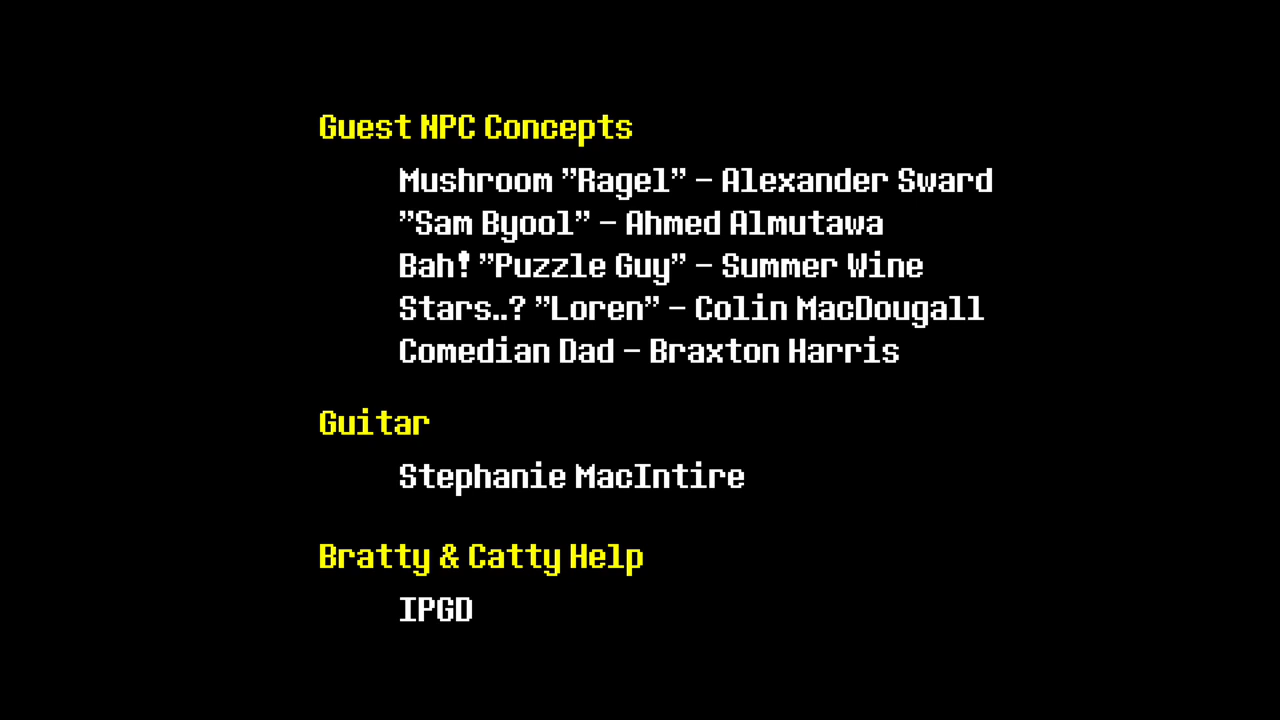 Guest NPC Concepts
Mushroom "Ragel" - Alexander Sward
"Sam Byool" - Ahmed Almutawa
Bah! "Puzzle Guy" - Summer Wine
Stars..? "Loren" - Colin MacDougall
Comedian Dad - Braxton Harris
Guitar
Stephanie MacIntire
Bratty & Catty Help
IPGD